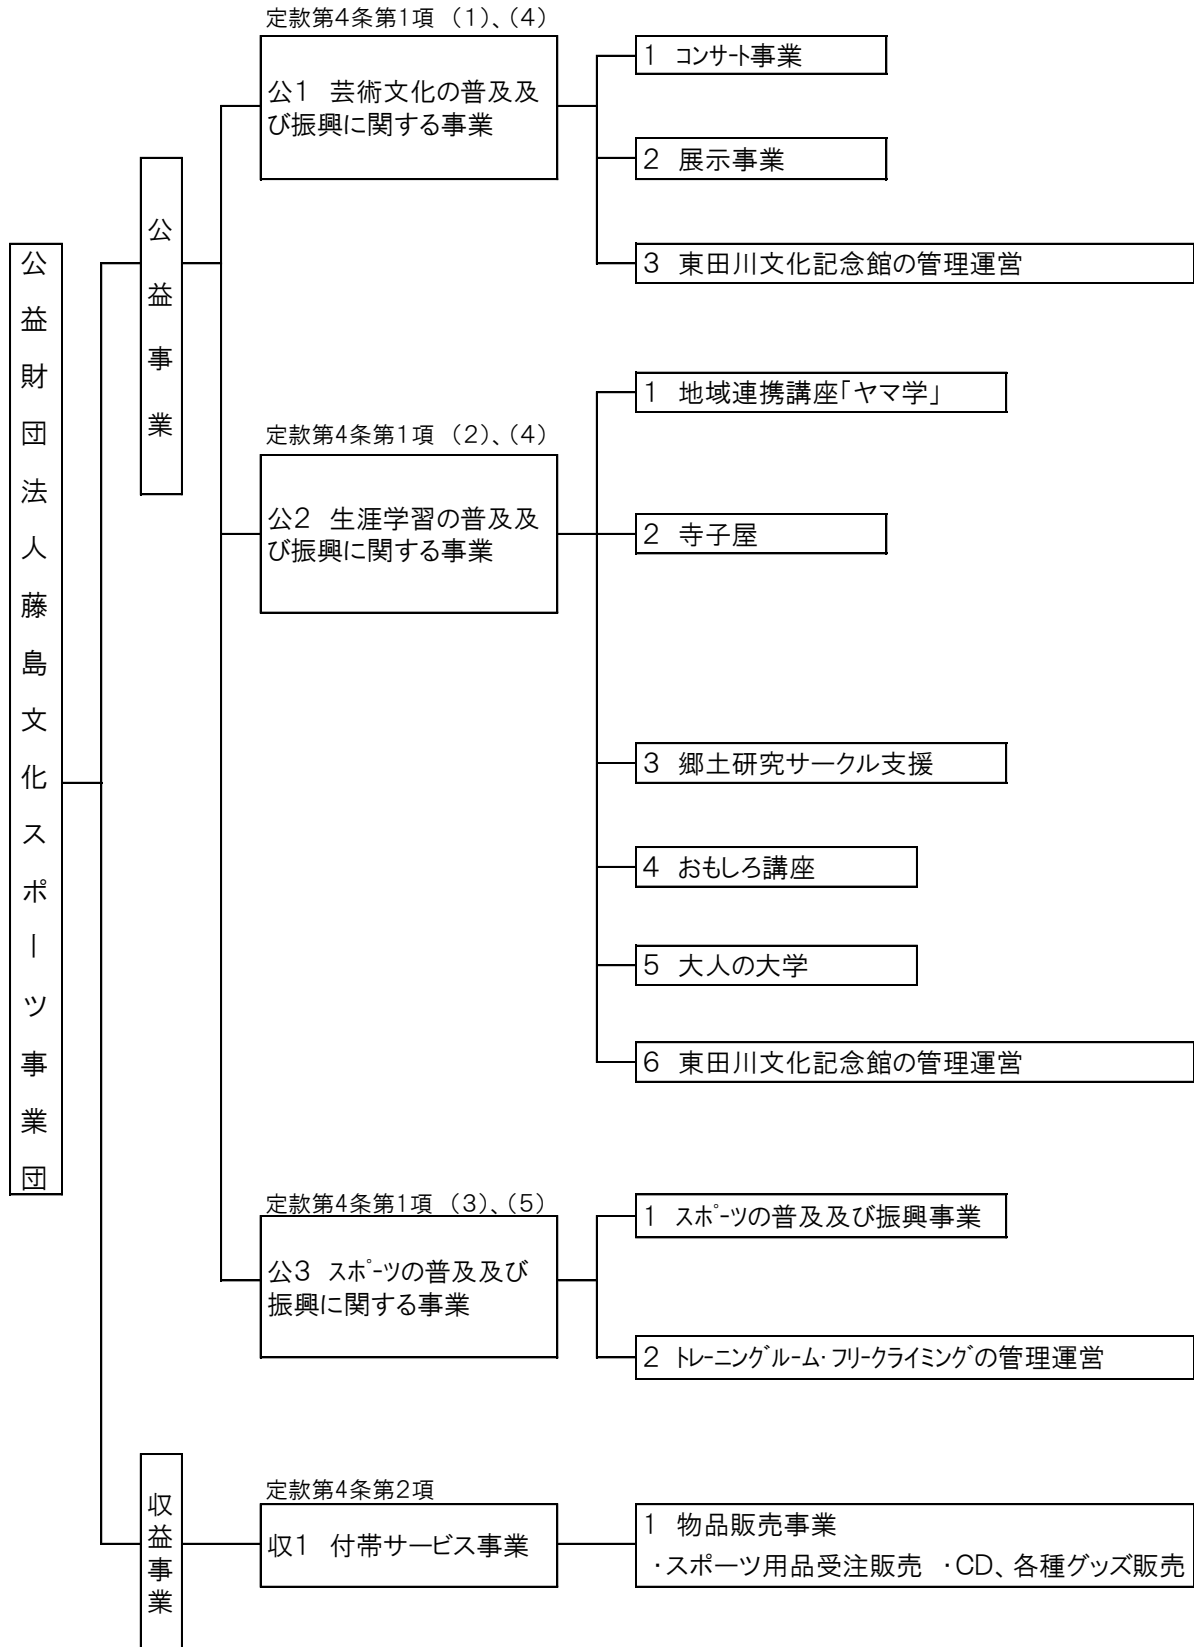 公益財団法人藤島文化スポーツ事業団
公益事業
定款第4条第1項 （1）、（4）
公1 芸術文化の普及及
び振興に関する事業
1 コンサート事業
2 展示事業
3 東田川文化記念館の管理運営
定款第4条第1項 （2）、（4）
公2 生涯学習の普及及
び振興に関する事業
1 地域連携講座「ヤマ学」
2 寺子屋
3 郷土研究サークル支援
4 おもしろ講座
5 大人の大学
6 東田川文化記念館の管理運営
定款第4条第1項 （3）、（5）
公3 スポーツの普及及び
振興に関する事業
1 スポーツの普及及び振興事業
2 トレーニングルーム・フリークライミングの管理運営
収益事業
定款第4条第2項
収1 付帯サービス事業
1 物品販売事業
・スポーツ用品受注販売 ・CD、各種グッズ販売